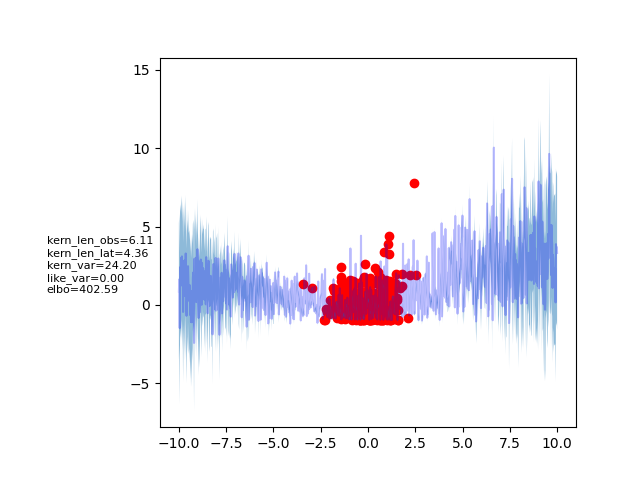 15
10
5
0
−5
kern_len_obs=6.11
kern_len_lat=4.36
kern_var=24.20
like_var=0.00
elbo=402.59
−10.0 −7.5 −5.0 −2.5 0.0 2.5 5.0 7.5 10.0